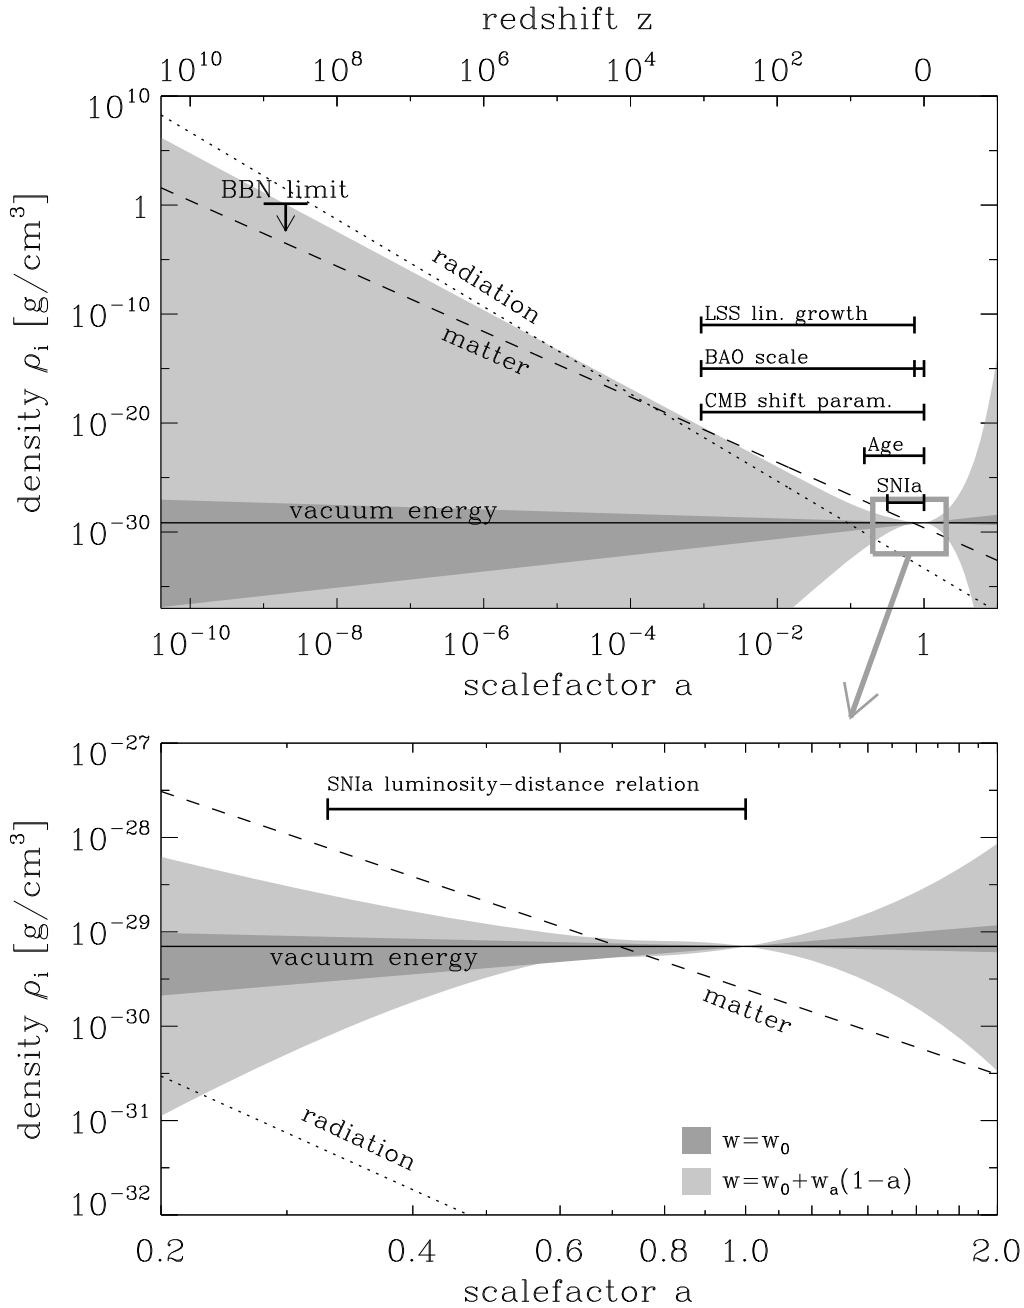 redshift z
10^10 10^8 10^6 10^4 10^2 0
10^10
1
10^-10
10^-20
10^-30
density ρ_i [g/cm^3]
BBN limit
radiation
matter
LSS lin. growth
BAO scale
CMB shift param.
Age
SNIa
vacuum energy
10^-10 10^-8 10^-6 10^-4 10^-2 1
scalefactor a
10^-27
10^-28
10^-29
10^-30
10^-31
10^-32
density ρ_i [g/cm^3]
SNIa luminosity-distance relation
vacuum energy
matter
radiation
w=w_0
w=w_0+w_a(1-a)
0.2 0.4 0.6 0.8 1.0 2.0
scalefactor a